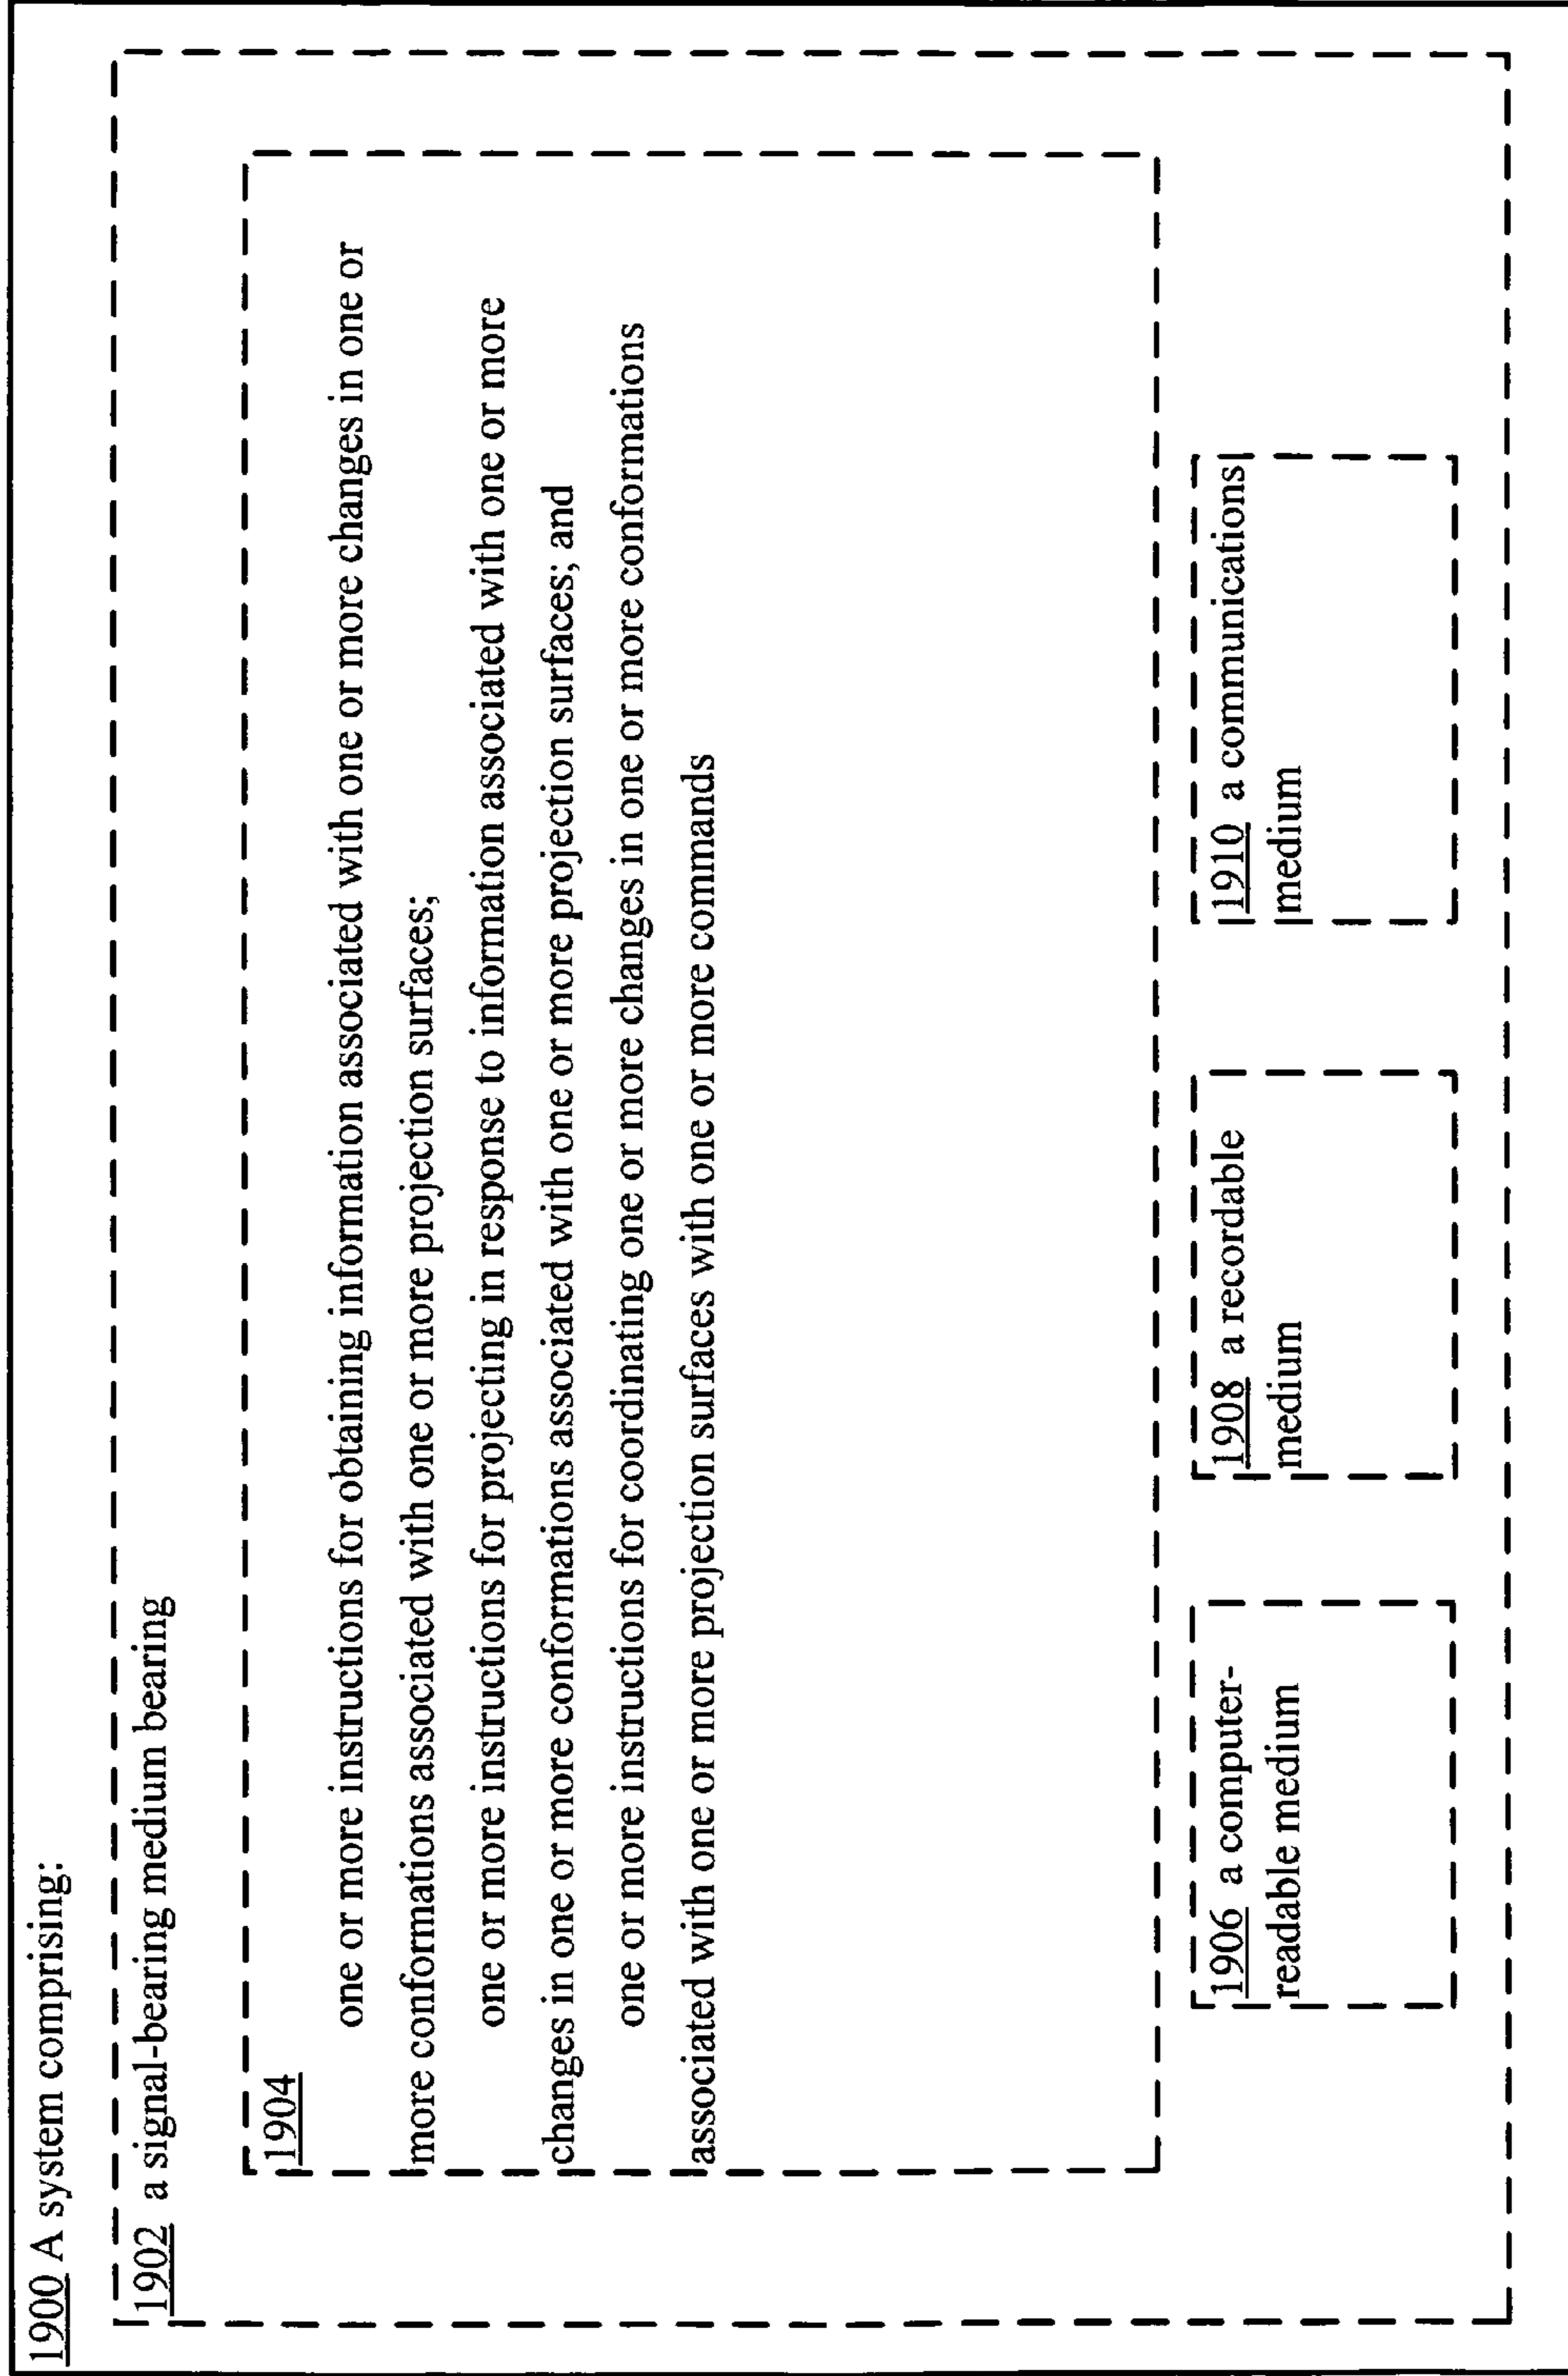 1900 A system comprising:
1902 a signal-bearing medium bearing
1904
one or more instructions for obtaining information associated with one or more changes in one or
more conformations associated with one or more projection surfaces;
one or more instructions for projecting in response to information associated with one or more
changes in one or more conformations associated with one or more projection surfaces; and
one or more instructions for coordinating one or more changes in one or more conformations
associated with one or more projection surfaces with one or more commands
1906 a computer-
readable medium
1908 a recordable
medium
1910 a communications
medium